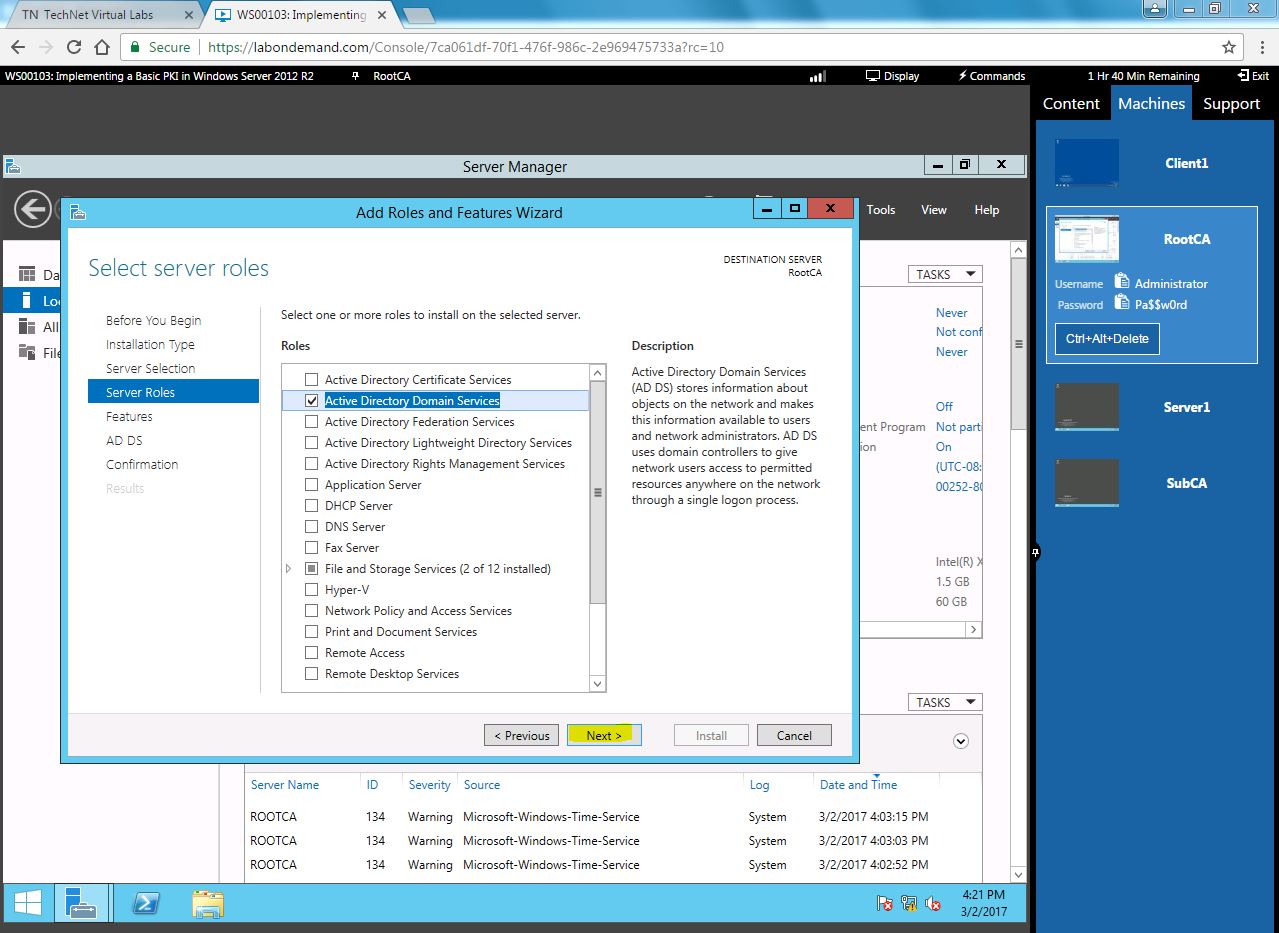 TN TechNet Virtual Labs
WS00103: Implementing
Secure
https://labondemand.com/Console/7ca061df-70f1-476f-986c-2e969475733a?rc=10
WS00103: Implementing a Basic PKI in Windows Server 2012 R2
RootCA
Display
Commands
1 Hr 40 Min Remaining
Exit
Content
Machines
Support
Client1
RootCA
Username
Administrator
Password
Pa$$w0rd
Ctrl+Alt+Delete
Server1
SubCA
Server Manager
Tools
View
Help
Da
Loc
All
File
Add Roles and Features Wizard
Select server roles
DESTINATION SERVER
RootCA
Before You Begin
Installation Type
Server Selection
Server Roles
Features
AD DS
Confirmation
Results
Select one or more roles to install on the selected server.
Roles
Active Directory Certificate Services
Active Directory Domain Services
Active Directory Federation Services
Active Directory Lightweight Directory Services
Active Directory Rights Management Services
Application Server
DHCP Server
DNS Server
Fax Server
File and Storage Services (2 of 12 installed)
Hyper-V
Network Policy and Access Services
Print and Document Services
Remote Access
Remote Desktop Services
Description
Active Directory Domain Services
(AD DS) stores information about
objects on the network and makes
this information available to users
and network administrators. AD DS
uses domain controllers to give
network users access to permitted
resources anywhere on the network
through a single logon process.
< Previous
Next >
Install
Cancel
TASKS
Never
Not conf
Never
Off
ent Program
Not parti
ion
On
(UTC-08:
00252-80
Intel(R) X
1.5 GB
60 GB
TASKS
Server Name
ID
Severity
Source
Log
Date and Time
ROOTCA 134 Warning Microsoft-Windows-Time-Service System 3/2/2017 4:03:15 PM
ROOTCA 134 Warning Microsoft-Windows-Time-Service System 3/2/2017 4:03:03 PM
ROOTCA 134 Warning Microsoft-Windows-Time-Service System 3/2/2017 4:02:52 PM
4:21 PM
3/2/2017